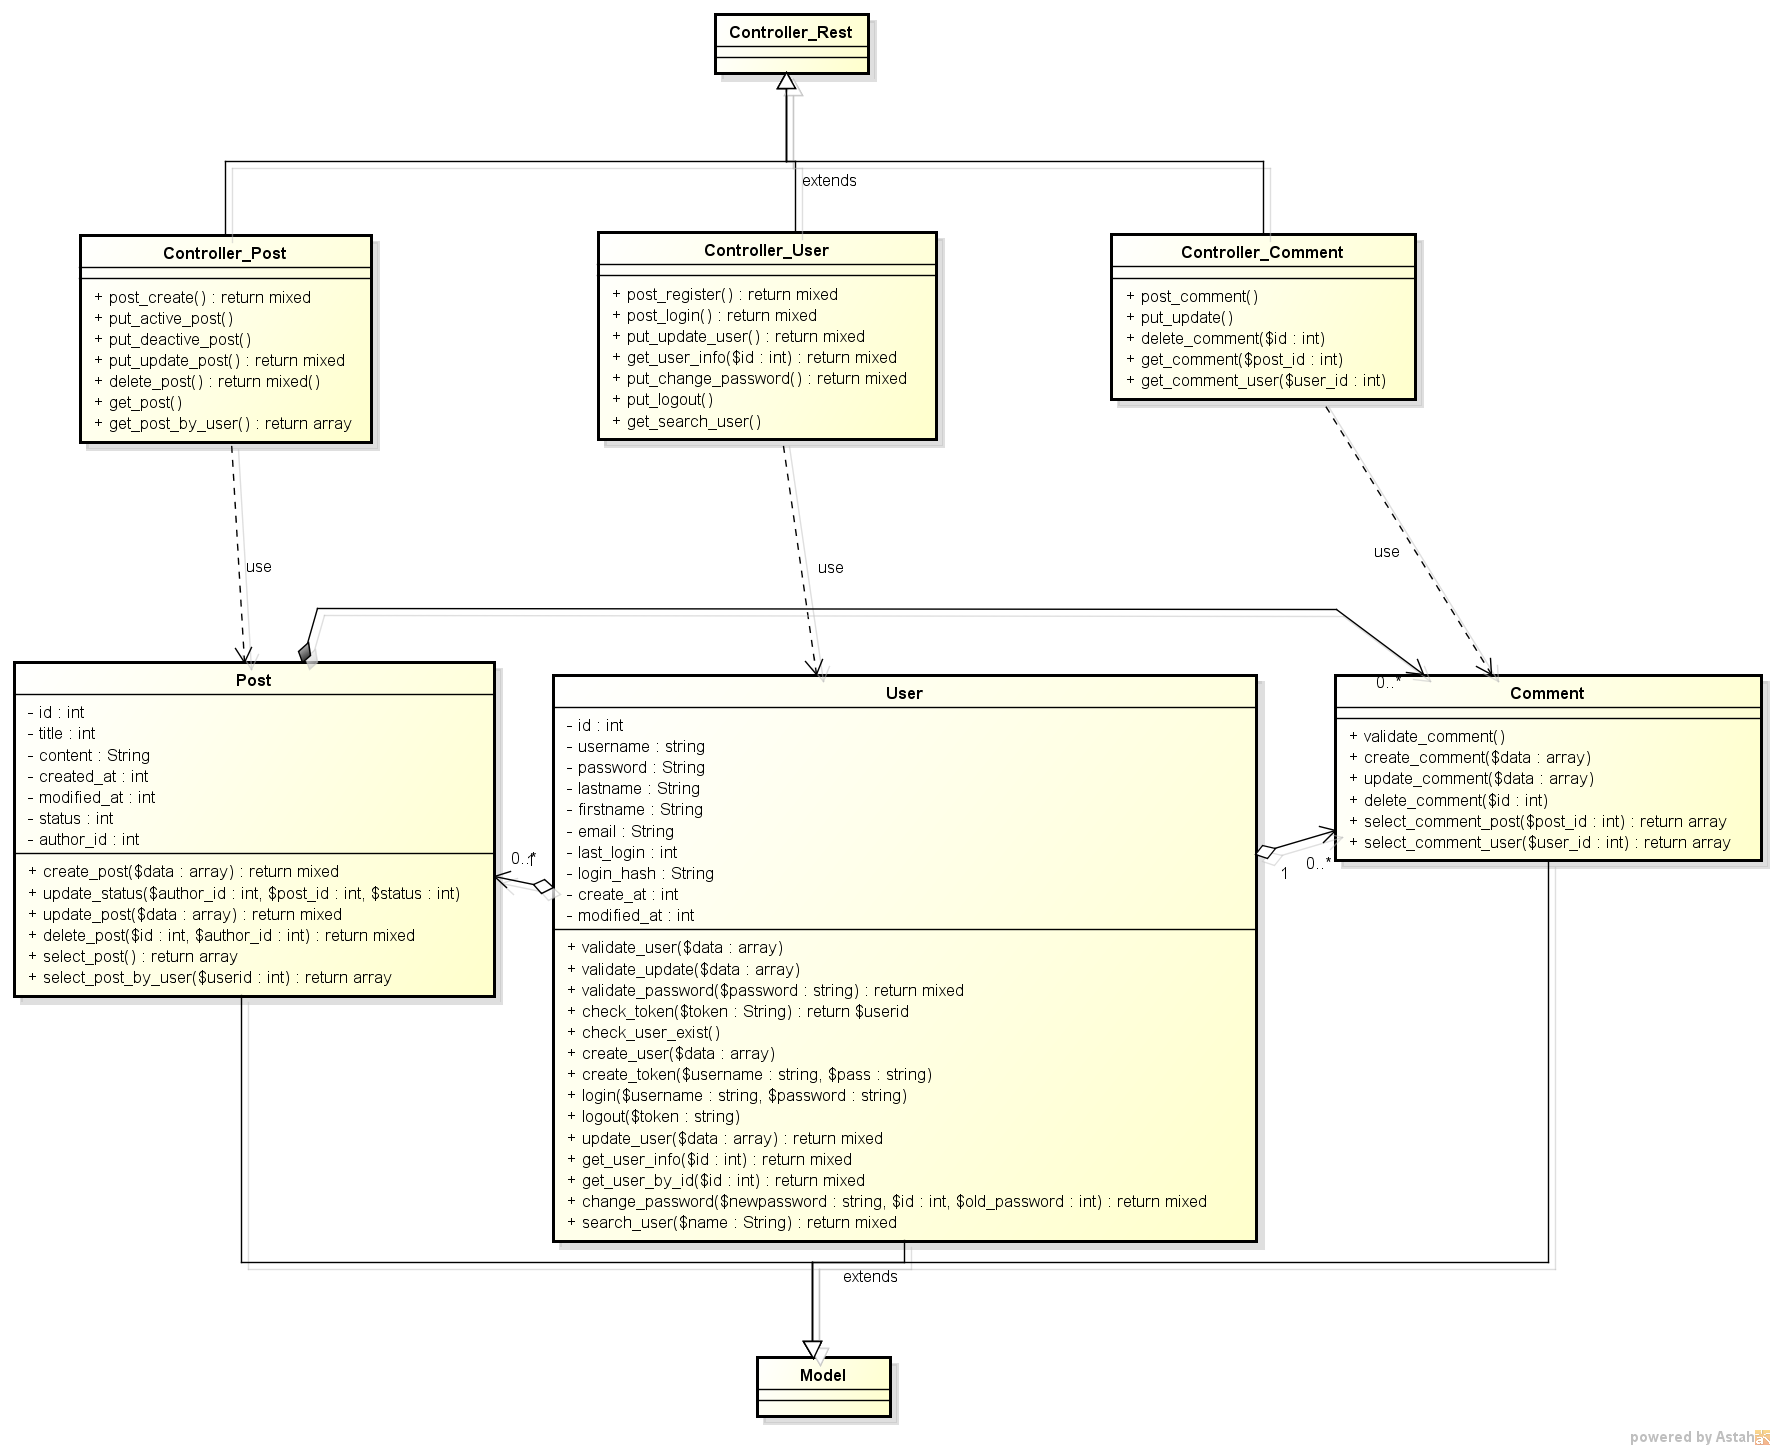 Controller_Rest
extends
Controller_Post
+ post_create() : return mixed
+ put_active_post()
+ put_deactive_post()
+ put_update_post() : return mixed
+ delete_post() : return mixed()
+ get_post()
+ get_post_by_user() : return array
Controller_User
+ post_register() : return mixed
+ post_login() : return mixed
+ put_update_user() : return mixed
+ get_user_info($id : int) : return mixed
+ put_change_password() : return mixed
+ put_logout()
+ get_search_user()
Controller_Comment
+ post_comment()
+ put_update()
+ delete_comment($id : int)
+ get_comment($post_id : int)
+ get_comment_user($user_id : int)
use
use
use
Post
- id : int
- title : int
- content : String
- created_at : int
- modified_at : int
- status : int
- author_id : int
+ create_post($data : array) : return mixed
+ update_status($author_id : int, $post_id : int, $status : int)
+ update_post($data : array) : return mixed
+ delete_post($id : int, $author_id : int) : return mixed
+ select_post() : return array
+ select_post_by_user($userid : int) : return array
0..*
1
User
- id : int
- username : string
- password : String
- lastname : String
- firstname : String
- email : String
- last_login : int
- login_hash : String
- create_at : int
- modified_at : int
+ validate_user($data : array)
+ validate_update($data : array)
+ validate_password($password : string) : return mixed
+ check_token($token : String) : return $userid
+ check_user_exist()
+ create_user($data : array)
+ create_token($username : string, $pass : string)
+ login($username : string, $password : string)
+ logout($token : string)
+ update_user($data : array) : return mixed
+ get_user_info($id : int) : return mixed
+ get_user_by_id($id : int) : return mixed
+ change_password($newpassword : string, $id : int, $old_password : int) : return mixed
+ search_user($name : String) : return mixed
1
0..*
0..*
Comment
+ validate_comment()
+ create_comment($data : array)
+ update_comment($data : array)
+ delete_comment($id : int)
+ select_comment_post($post_id : int) : return array
+ select_comment_user($user_id : int) : return array
extends
Model
powered by Astah